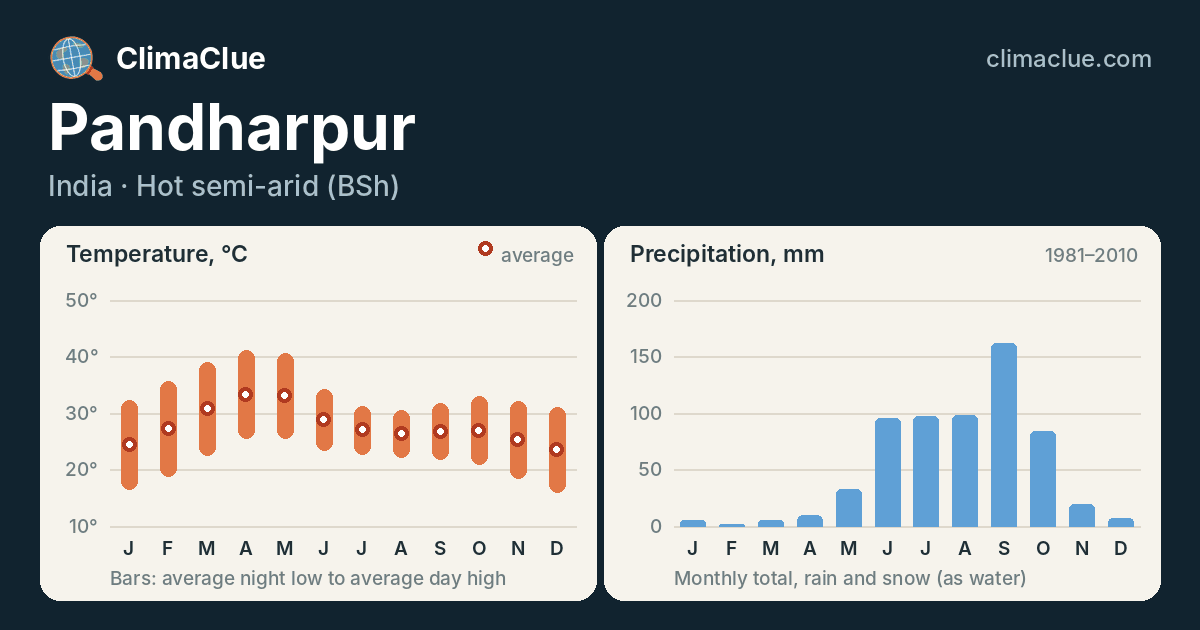 ClimaClue
climaclue.com
Pandharpur
India · Hot semi-arid (BSh)
Temperature, °C
average
50°
40°
30°
20°
10°
J F M A M J J A S O N D
Bars: average night low to average day high
Precipitation, mm
1981–2010
200
150
100
50
0
J F M A M J J A S O N D
Monthly total, rain and snow (as water)